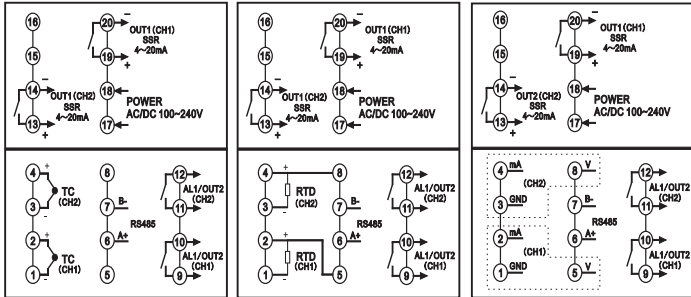 16 20 −
OUT1(CH1)
SSR
4~20mA
15 19 +
14 − 18
OUT1(CH2)
SSR
4~20mA
POWER
AC/DC 100~240V
13 + 17
16 20 −
OUT1(CH1)
SSR
4~20mA
15 19 +
14 − 18
OUT1(CH2)
SSR
4~20mA
POWER
AC/DC 100~240V
13 + 17
16 20 −
OUT1(CH1)
SSR
4~20mA
15 19 +
14 − 18
OUT2(CH2)
SSR
4~20mA
POWER
AC/DC 100~240V
13 + 17
4 + 8 12
TC
(CH2)
AL1/OUT2
(CH2)
3 - 7 B- 11
RS485
2 + 6 A+ 10
TC
(CH1)
AL1/OUT2
(CH1)
1 - 5 9
4 + 8 12
RTD
(CH2)
AL1/OUT2
(CH2)
3 - 7 B- 11
RS485
2 + 6 A+ 10
RTD
(CH1)
AL1/OUT2
(CH1)
1 - 5 9
4 mA 8 V 12
(CH2)
AL1/OUT2
(CH2)
3 GND 7 B- 11
RS485
2 mA 6 A+ 10
(CH1)
AL1/OUT2
(CH1)
1 GND 5 V 9